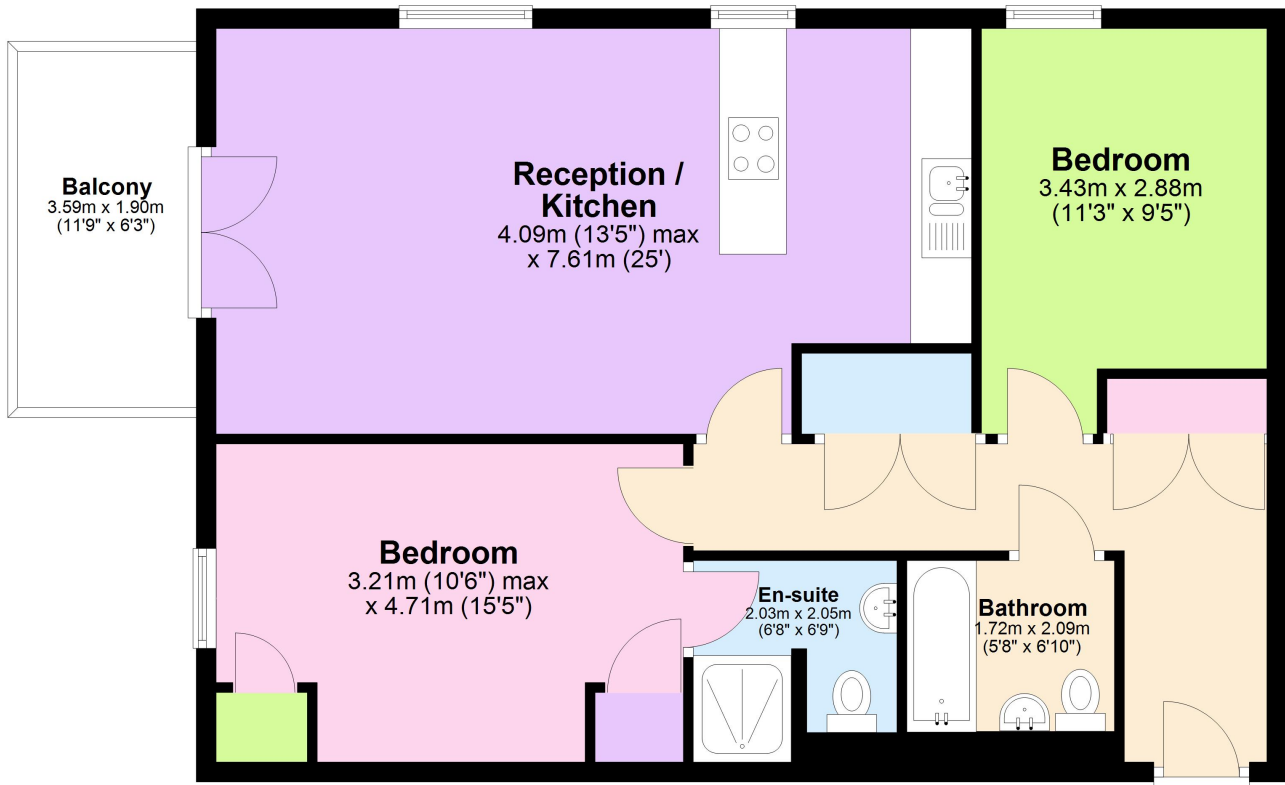 Balcony
3.59m x 1.90m
(11'9" x 6'3")
Reception /
Kitchen
4.09m (13'5") max
x 7.61m (25')
Bedroom
3.43m x 2.88m
(11'3" x 9'5")
Bedroom
3.21m (10'6") max
x 4.71m (15'5")
En-suite
2.03m x 2.05m
(6'8" x 6'9")
Bathroom
1.72m x 2.09m
(5'8" x 6'10")